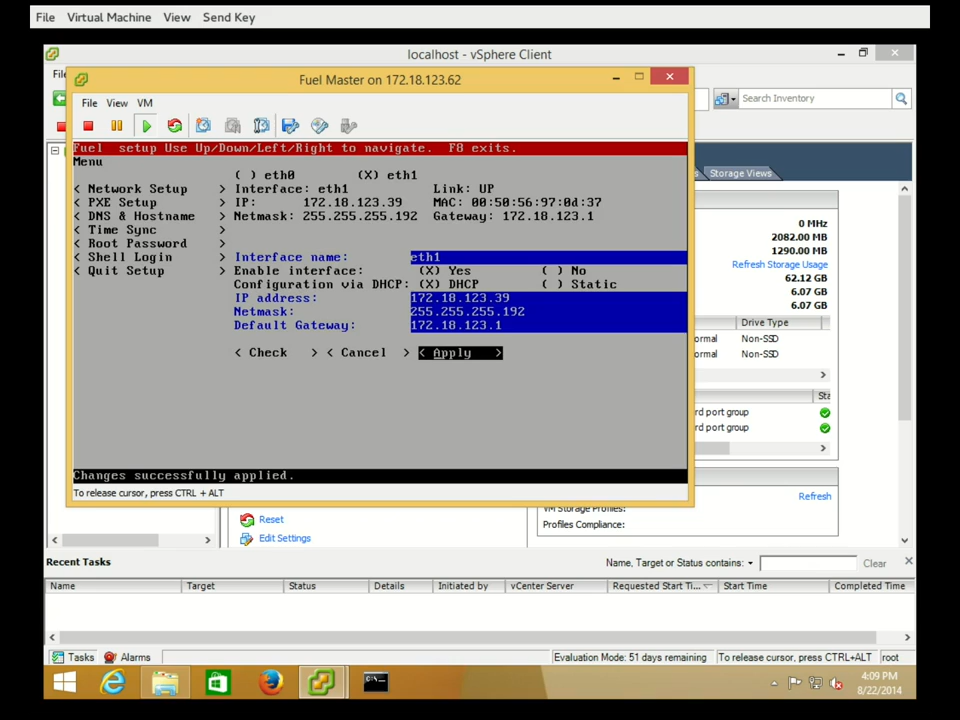 File Virtual Machine View Send Key
localhost - vSphere Client
File
Fuel Master on 172.18.123.62
File View VM
Search Inventory
Fuel setup Use Up/Down/Left/Right to navigate. F8 exits.
Menu
( ) eth0 (X) eth1
< Network Setup > Interface: eth1 Link: UP
< PXE Setup > IP: 172.18.123.39 MAC: 00:50:56:97:0d:37
< DNS & Hostname > Netmask: 255.255.255.192 Gateway: 172.18.123.1
< Time Sync >
< Root Password >
< Shell Login > Interface name: eth1
< Quit Setup > Enable interface: (X) Yes ( ) No
Configuration via DHCP: (X) DHCP ( ) Static
IP address: 172.18.123.39
Netmask: 255.255.255.192
Default Gateway: 172.18.123.1
< Check > < Cancel > < Apply >
Changes successfully applied.
To release cursor, press CTRL + ALT
s Storage Views
0 MHz
2082.00 MB
1290.00 MB
Refresh Storage Usage
62.12 GB
6.07 GB
6.07 GB
Drive Type
ormal Non-SSD
ormal Non-SSD
Sta
rd port group
rd port group
Refresh
VM Storage Profiles:
Profiles Compliance:
Reset
Edit Settings
Recent Tasks Name, Target or Status contains: Clear
Name Target Status Details Initiated by vCenter Server Requested Start Ti... Start Time Completed Time
Tasks Alarms Evaluation Mode: 51 days remaining To release cursor, press CTRL+ALT root
4:09 PM
8/22/2014